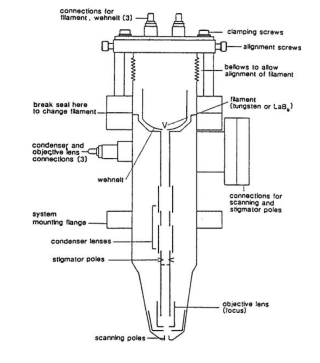 connections for
filament, wehnelt (3)
clamping screws
alignment screws
bellows to allow
alignment of filament
break seal here
to change filament
filament
(tungsten or LaB₆)
condenser and
objective lens
connections (3)
wehnelt
connections for
scanning and
stigmator poles
system
mounting flange
condenser lenses
stigmator poles
objective lens
(focus)
scanning poles